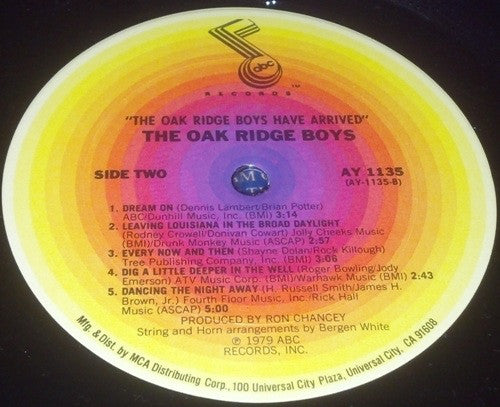 abc
RECORDS™
"THE OAK RIDGE BOYS HAVE ARRIVED"
THE OAK RIDGE BOYS
SIDE TWO
AY 1135
(AY-1135-B)
1. DREAM ON (Dennis Lambert/Brian Potter)
ABC/Dunhill Music, Inc. (BMI) 3:14
2. LEAVING LOUISIANA IN THE BROAD DAYLIGHT
(Rodney Crowell/Donivan Cowart) Jolly Cheeks Music
(BMI)/Drunk Monkey Music (ASCAP) 2:57
3. EVERY NOW AND THEN (Shayne Dolan/Rock Killough)
Tree Publishing Company, Inc. (BMI) 3:06
4. DIG A LITTLE DEEPER IN THE WELL (Roger Bowling/Jody
Emerson) ATV Music Corp. (BMI)/Warhawk Music (BMI) 2:43
5. DANCING THE NIGHT AWAY (H. Russell Smith/James H.
Brown, Jr.) Fourth Floor Music, Inc./Rick Hall
Music (ASCAP) 5:00
PRODUCED BY RON CHANCEY
String and Horn arrangements by Bergen White
℗ 1979 ABC
RECORDS, INC.
Mfg. & Dist. by MCA Distributing Corp., 100 Universal City Plaza, Universal City, CA 91608